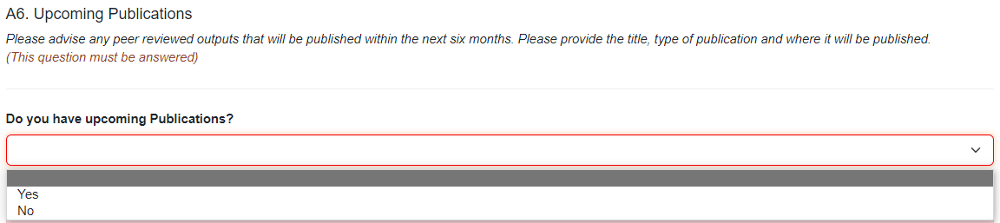 A6. Upcoming Publications
Please advise any peer reviewed outputs that will be published within the next six months. Please provide the title, type of publication and where it will be published.
(This question must be answered)
Do you have upcoming Publications?
Yes
No